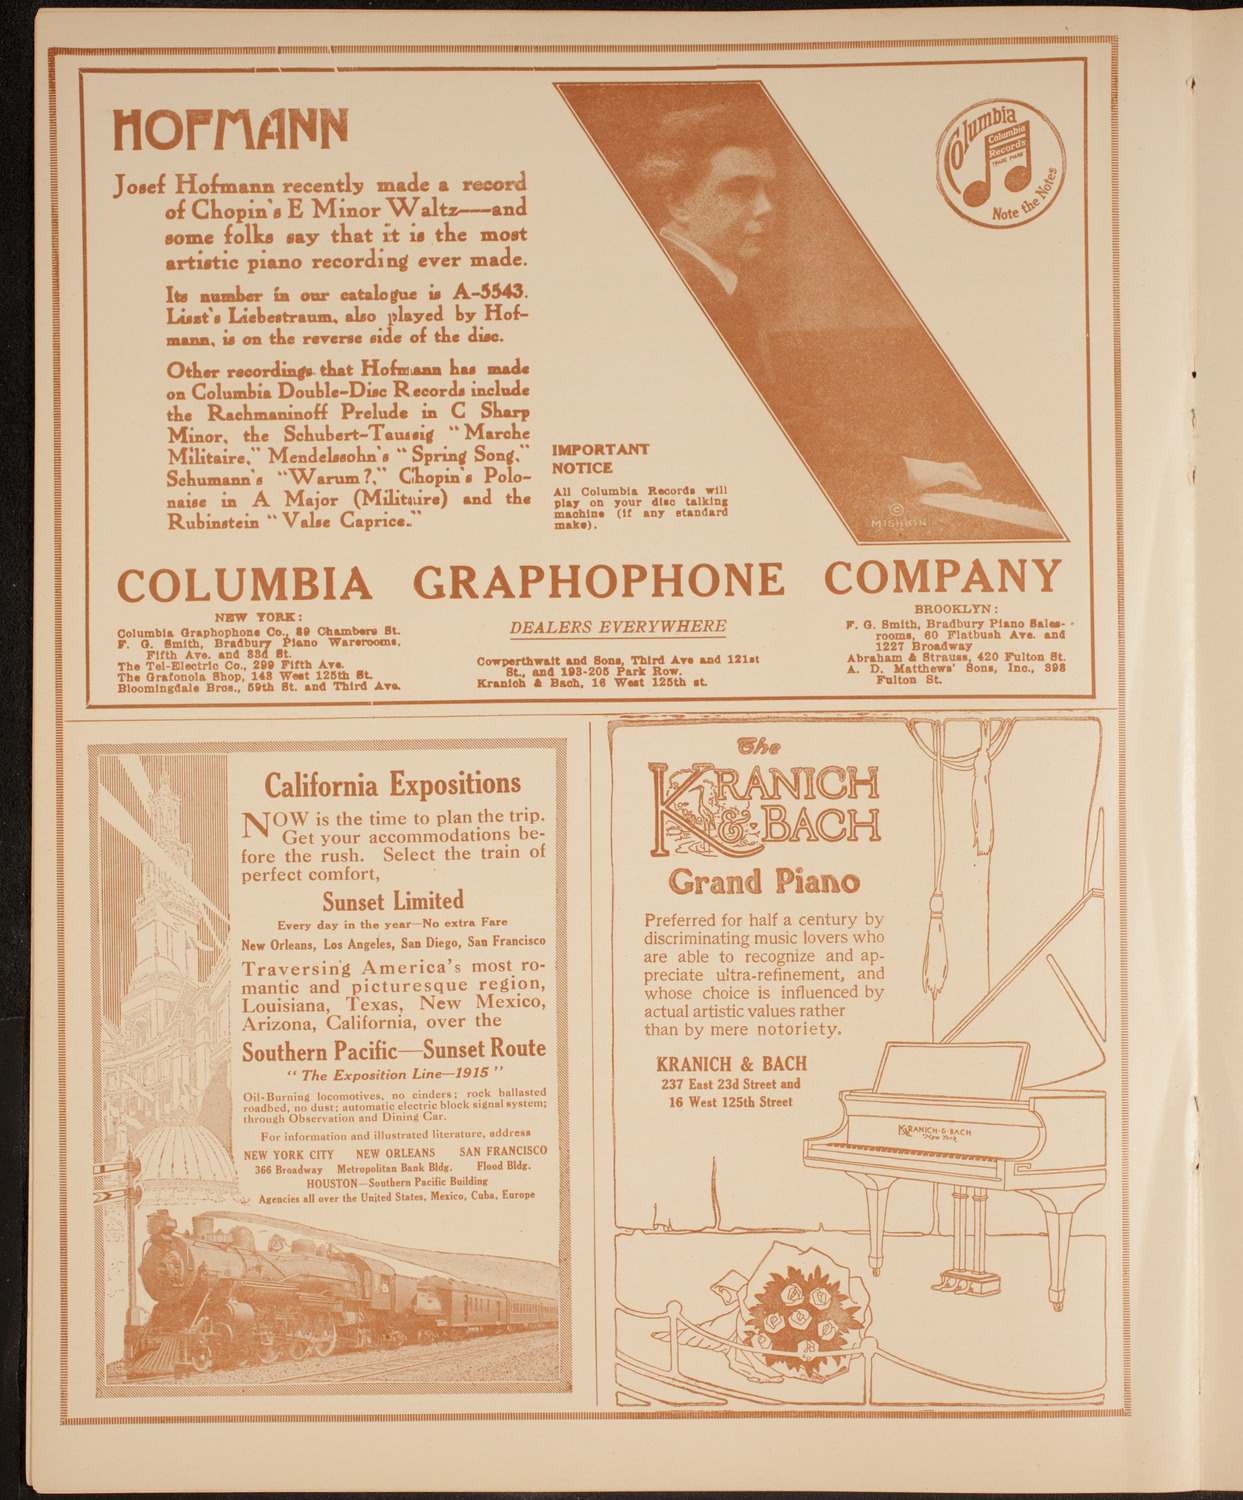 HOFMANN
Josef Hofmann recently made a record
of Chopin's E Minor Waltz—and
some folks say that it is the most
artistic piano recording ever made.
Its number in our catalogue is A-5543.
Liszt's Liebestraum, also played by Hof-
mann, is on the reverse side of the disc.
Other recordings that Hofmann has made
on Columbia Double-Disc Records include
the Rachmaninoff Prelude in C Sharp
Minor, the Schubert-Taussig "Marche
Militaire," Mendelssohn's "Spring Song,"
Schumann's "Warum?," Chopin's Polo-
naise in A Major (Militaire) and the
Rubinstein "Valse Caprice."
IMPORTANT
NOTICE
All Columbia Records will
play on your disc talking
machine (if any standard
make).
© MISHKIN
Columbia
Columbia
Records
TRADE MARK
Note the Notes
COLUMBIA GRAPHOPHONE COMPANY
NEW YORK:
Columbia Graphophone Co., 89 Chambers St.
F. G. Smith, Bradbury Piano Warerooms,
Fifth Ave. and 33d St.
The Tel-Electric Co., 299 Fifth Ave.
The Grafonola Shop, 143 West 125th St.
Bloomingdale Bros., 59th St. and Third Ave.
DEALERS EVERYWHERE
Cowperthwait and Sons, Third Ave and 121st
St., and 193-205 Park Row.
Kranich & Bach, 16 West 125th st.
BROOKLYN:
F. G. Smith, Bradbury Piano Sales-
rooms, 60 Flatbush Ave. and
1227 Broadway
Abraham & Strauss, 420 Fulton St.
A. D. Matthews' Sons, Inc., 398
Fulton St.
California Expositions
NOW is the time to plan the trip.
Get your accommodations be-
fore the rush. Select the train of
perfect comfort,
Sunset Limited
Every day in the year—No extra Fare
New Orleans, Los Angeles, San Diego, San Francisco
Traversing America's most ro-
mantic and picturesque region,
Louisiana, Texas, New Mexico,
Arizona, California, over the
Southern Pacific—Sunset Route
"The Exposition Line—1915"
Oil-Burning locomotives, no cinders; rock ballasted
roadbed, no dust; automatic electric block signal system;
through Observation and Dining Car.
For information and illustrated literature, address
NEW YORK CITY NEW ORLEANS SAN FRANCISCO
366 Broadway Metropolitan Bank Bldg. Flood Bldg.
HOUSTON—Southern Pacific Building
Agencies all over the United States, Mexico, Cuba, Europe
The
KRANICH
& BACH
Grand Piano
Preferred for half a century by
discriminating music lovers who
are able to recognize and ap-
preciate ultra-refinement, and
whose choice is influenced by
actual artistic values rather
than by mere notoriety.
KRANICH & BACH
237 East 23d Street and
16 West 125th Street
KRANICH-&-BACH
New York